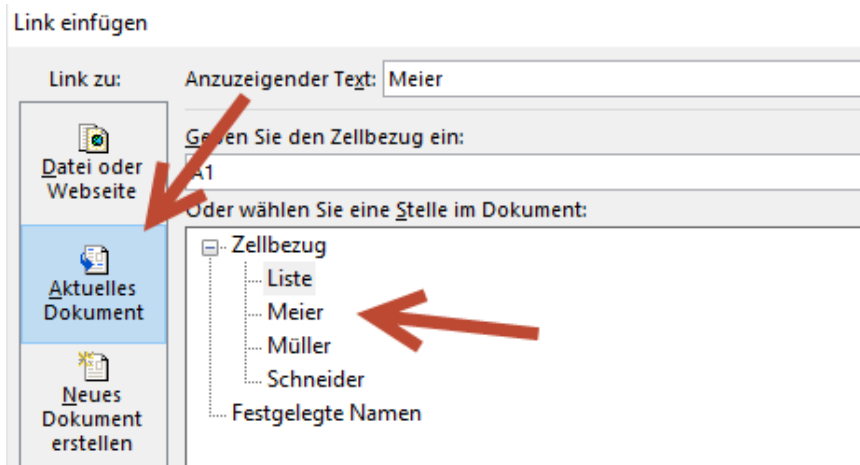 Link einfügen
Link zu:
Anzuzeigender Text: Meier
Datei oder
Webseite
Aktuelles
Dokument
Neues
Dokument
erstellen
Geben Sie den Zellbezug ein:
A1
Oder wählen Sie eine Stelle im Dokument:
Zellbezug
Liste
Meier
Müller
Schneider
Festgelegte Namen